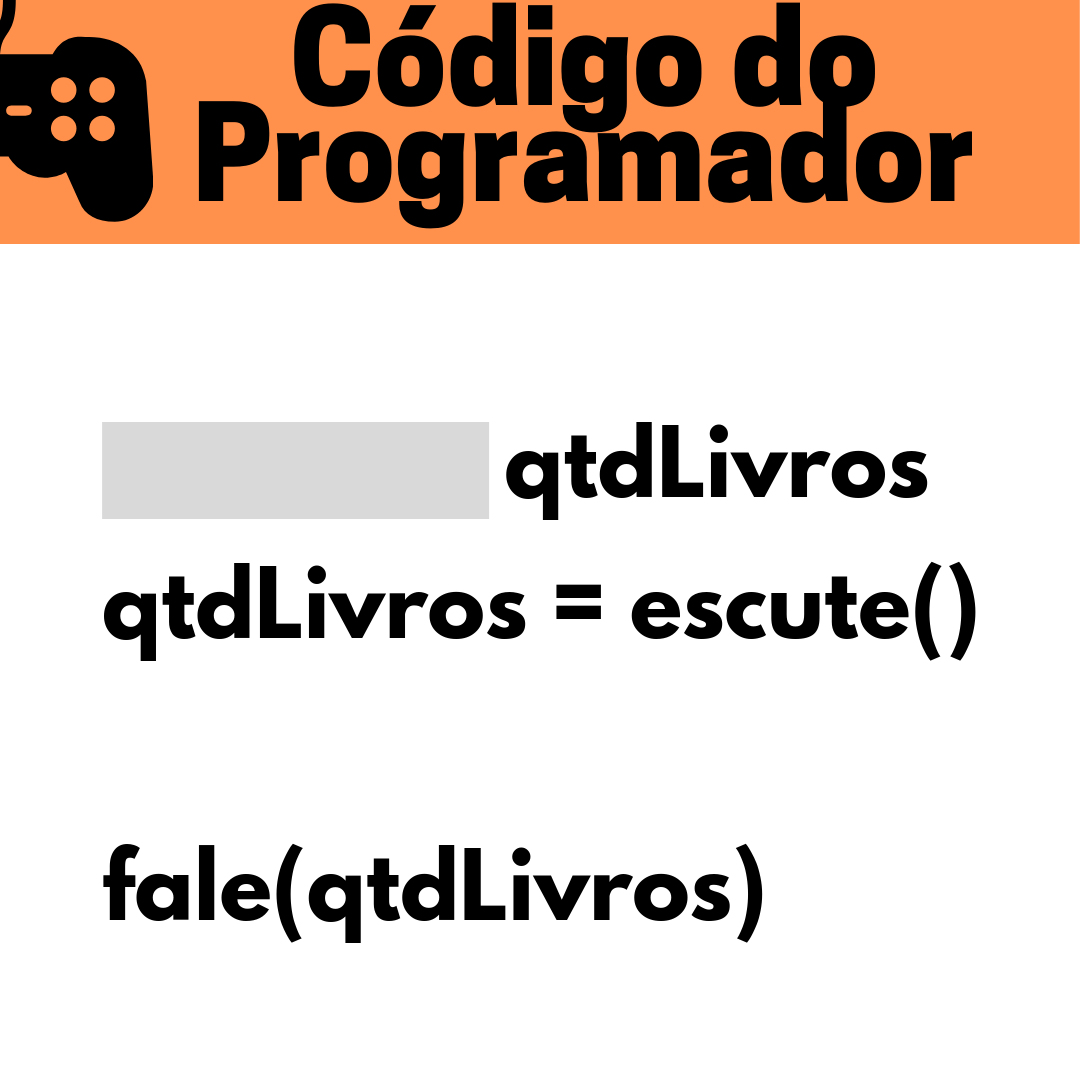 Código do
Programador
qtdLivros
qtdLivros = escute()
fale(qtdLivros)